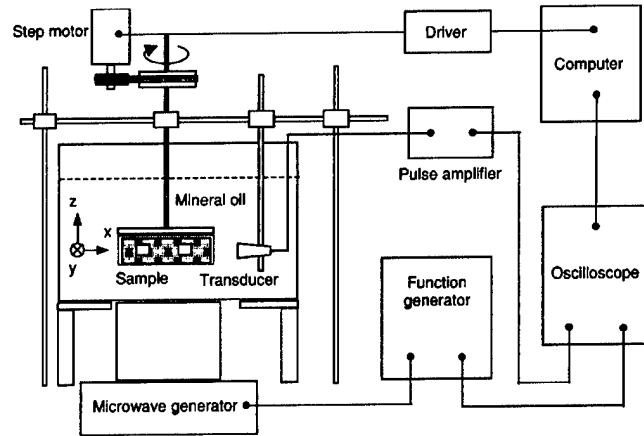 Step motor
Driver
Computer
Pulse amplifier
Mineral oil
z
x
y
Sample
Transducer
Function
generator
Oscilloscope
Microwave generator